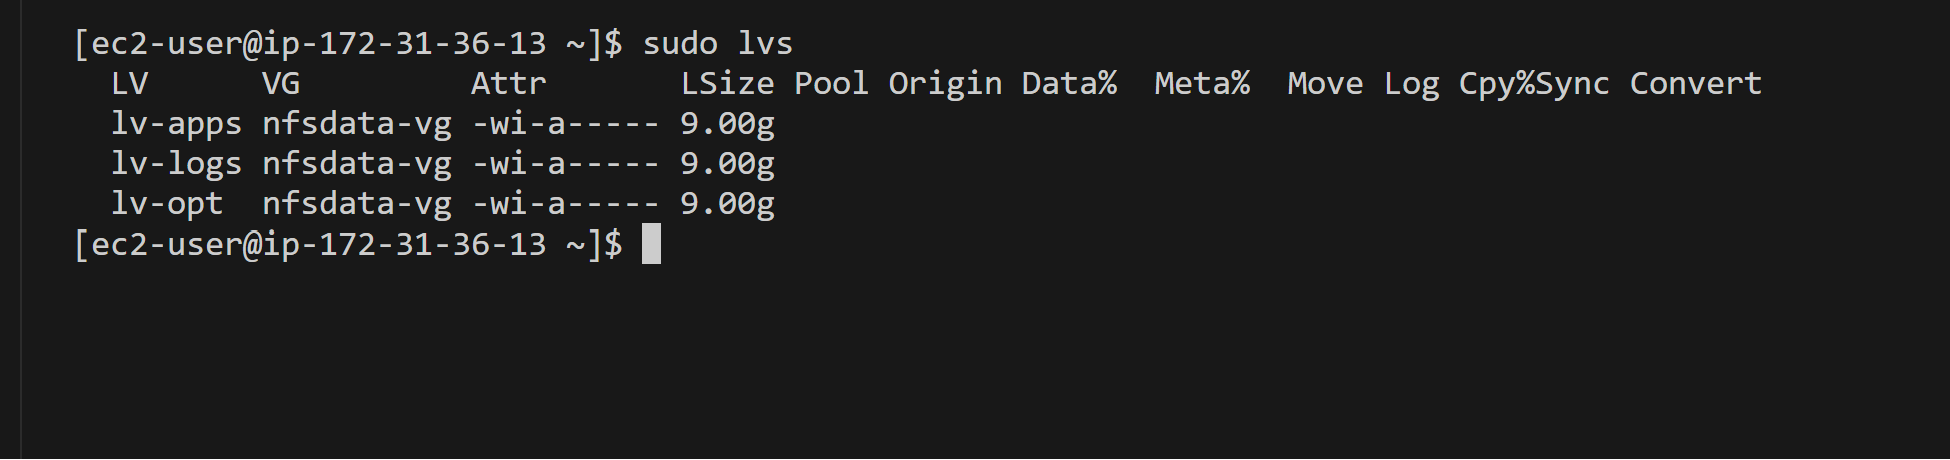 [ec2-user@ip-172-31-36-13 ~]$ sudo lvs
  LV      VG         Attr       LSize Pool Origin Data%  Meta%  Move Log Cpy%Sync Convert
  lv-apps nfsdata-vg -wi-a----- 9.00g
  lv-logs nfsdata-vg -wi-a----- 9.00g
  lv-opt  nfsdata-vg -wi-a----- 9.00g
[ec2-user@ip-172-31-36-13 ~]$